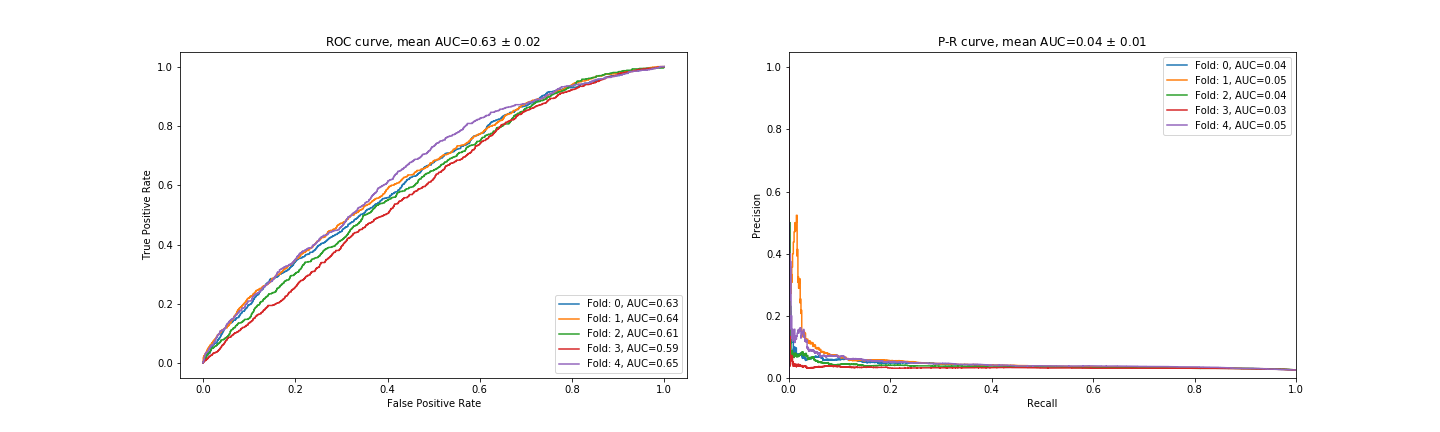 ROC curve, mean AUC=0.63 ± 0.02
True Positive Rate
1.0
0.8
0.6
0.4
0.2
0.0
0.0 0.2 0.4 0.6 0.8 1.0
False Positive Rate
Fold: 0, AUC=0.63
Fold: 1, AUC=0.64
Fold: 2, AUC=0.61
Fold: 3, AUC=0.59
Fold: 4, AUC=0.65
P-R curve, mean AUC=0.04 ± 0.01
Precision
1.0
0.8
0.6
0.4
0.2
0.0
0.0 0.2 0.4 0.6 0.8 1.0
Recall
Fold: 0, AUC=0.04
Fold: 1, AUC=0.05
Fold: 2, AUC=0.04
Fold: 3, AUC=0.03
Fold: 4, AUC=0.05